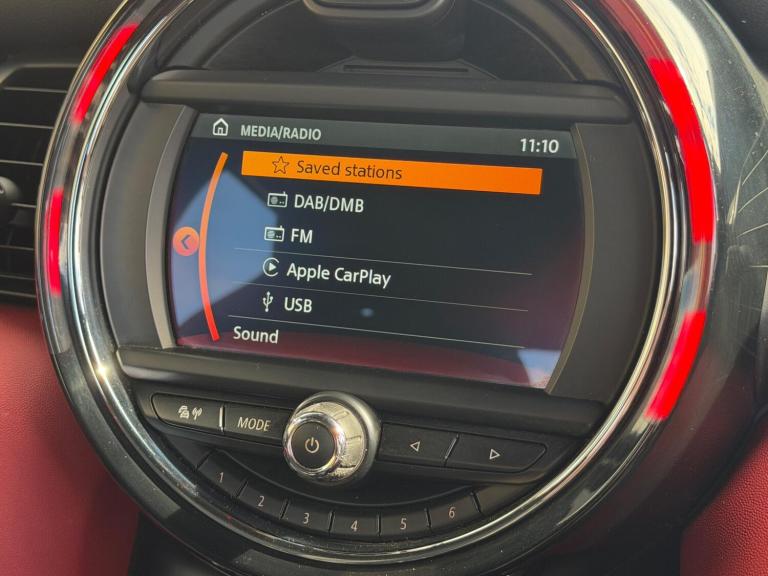 MEDIA/RADIO
11:10
Saved stations
DAB/DMB
FM
Apple CarPlay
USB
Sound
MODE
1 2 3 4 5 6